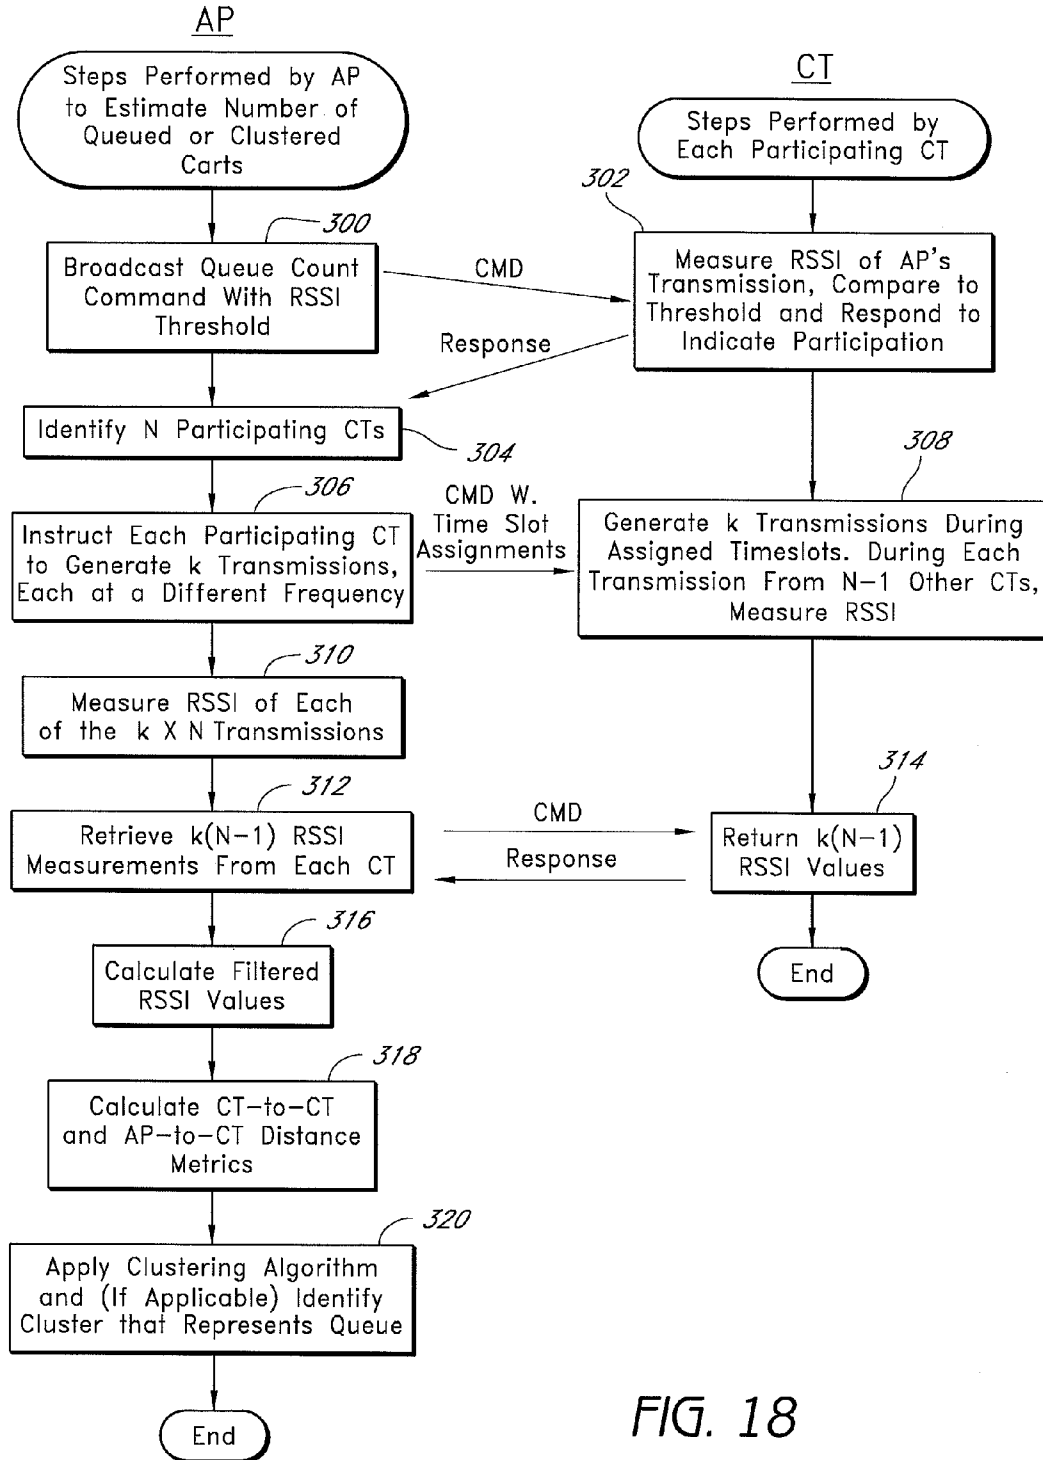 AP
Steps Performed by AP
to Estimate Number of
Queued or Clustered
Carts
CT
Steps Performed by
Each Participating CT
300
Broadcast Queue Count
Command With RSSI
Threshold
CMD
302
Measure RSSI of AP's
Transmission, Compare to
Threshold and Respond to
Indicate Participation
Response
Identify N Participating CTs
304
306
Instruct Each Participating CT
to Generate k Transmissions,
Each at a Different Frequency
CMD W.
Time Slot
Assignments
308
Generate k Transmissions During
Assigned Timeslots. During Each
Transmission From N-1 Other CTs,
Measure RSSI
310
Measure RSSI of Each
of the k X N Transmissions
312
Retrieve k(N-1) RSSI
Measurements From Each CT
CMD
Response
314
Return k(N-1)
RSSI Values
End
316
Calculate Filtered
RSSI Values
318
Calculate CT-to-CT
and AP-to-CT Distance
Metrics
320
Apply Clustering Algorithm
and (If Applicable) Identify
Cluster that Represents Queue
End
FIG. 18